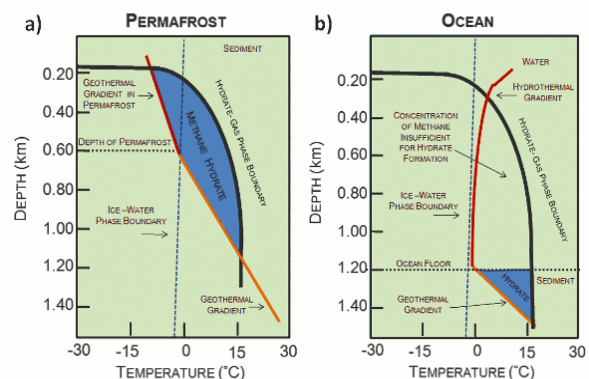 a)
PERMAFROST
SEDIMENT
0.20
0.40
0.60
0.80
1.00
1.20
1.40
DEPTH (km)
GEOTHERMAL
GRADIENT IN
PERMAFROST
DEPTH OF PERMAFROST
METHANE HYDRATE
HYDRATE-GAS PHASE BOUNDARY
ICE –WATER
PHASE BOUNDARY
GEOTHERMAL
GRADIENT
-30
-15
0
15
30
TEMPERATURE (°C)
b)
OCEAN
WATER
0.20
0.40
0.60
0.80
1.00
1.20
1.40
DEPTH (km)
HYDROTHERMAL
GRADIENT
CONCENTRATION
OF METHANE
INSUFFICIENT
FOR HYDRATE
FORMATION
HYDRATE-GAS PHASE BOUNDARY
ICE –WATER
PHASE BOUNDARY
OCEAN FLOOR
SEDIMENT
HYDRATE
GEOTHERMAL
GRADIENT
-30
-15
0
15
30
TEMPERATURE (°C)